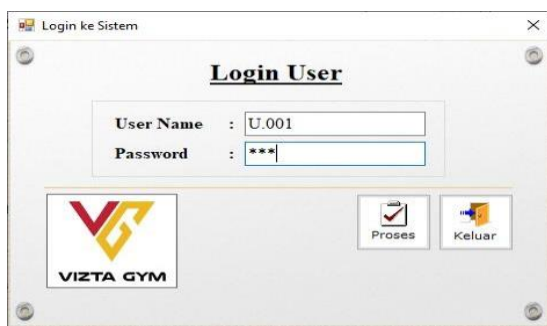 Login ke Sistem
Login User
User Name : U.001
Password : ***
VIZTA GYM
Proses
Keluar